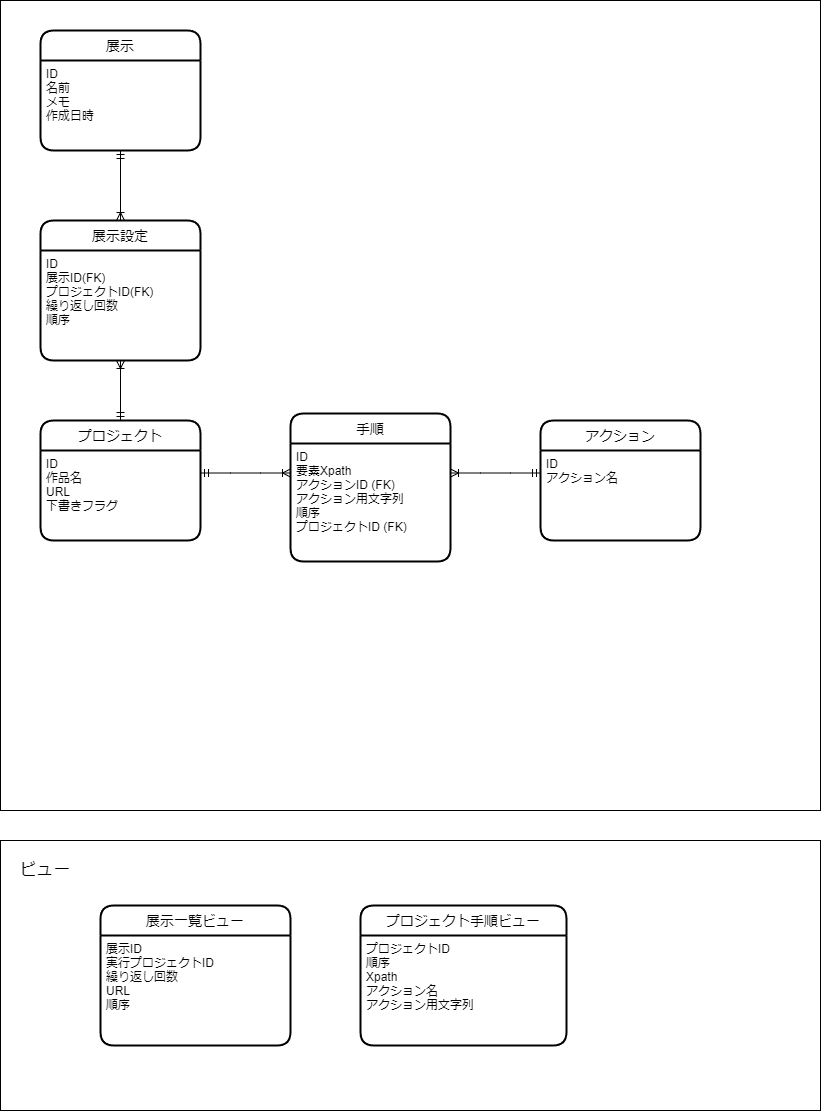 展示
ID
名前
メモ
作成日時
展示設定
ID
展示ID(FK)
プロジェクトID(FK)
繰り返し回数
順序
プロジェクト
ID
作品名
URL
下書きフラグ
手順
ID
要素Xpath
アクションID (FK)
アクション用文字列
順序
プロジェクトID (FK)
アクション
ID
アクション名
ビュー
展示一覧ビュー
展示ID
実行プロジェクトID
繰り返し回数
URL
順序
プロジェクト手順ビュー
プロジェクトID
順序
Xpath
アクション名
アクション用文字列